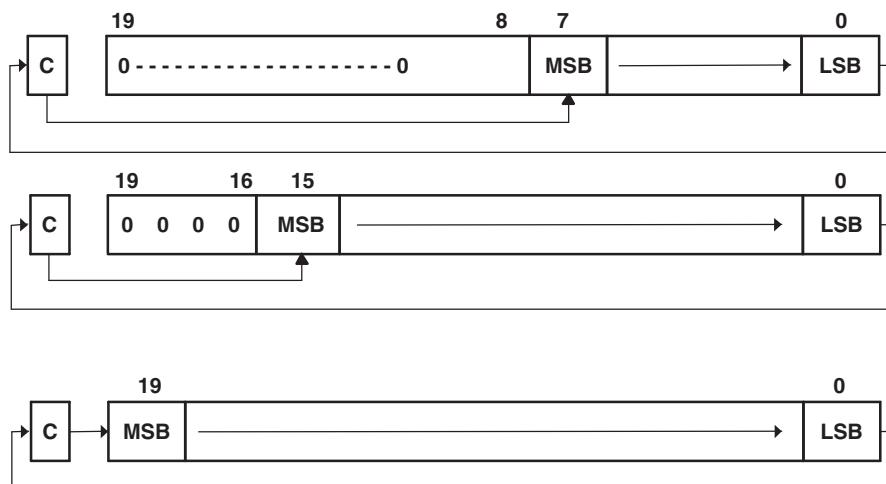 19 8 7 0
C 0 - - - - - - - - - - - - - - - - - - - - 0 MSB LSB
19 16 15 0
C 0 0 0 0 MSB LSB
19 0
C MSB LSB